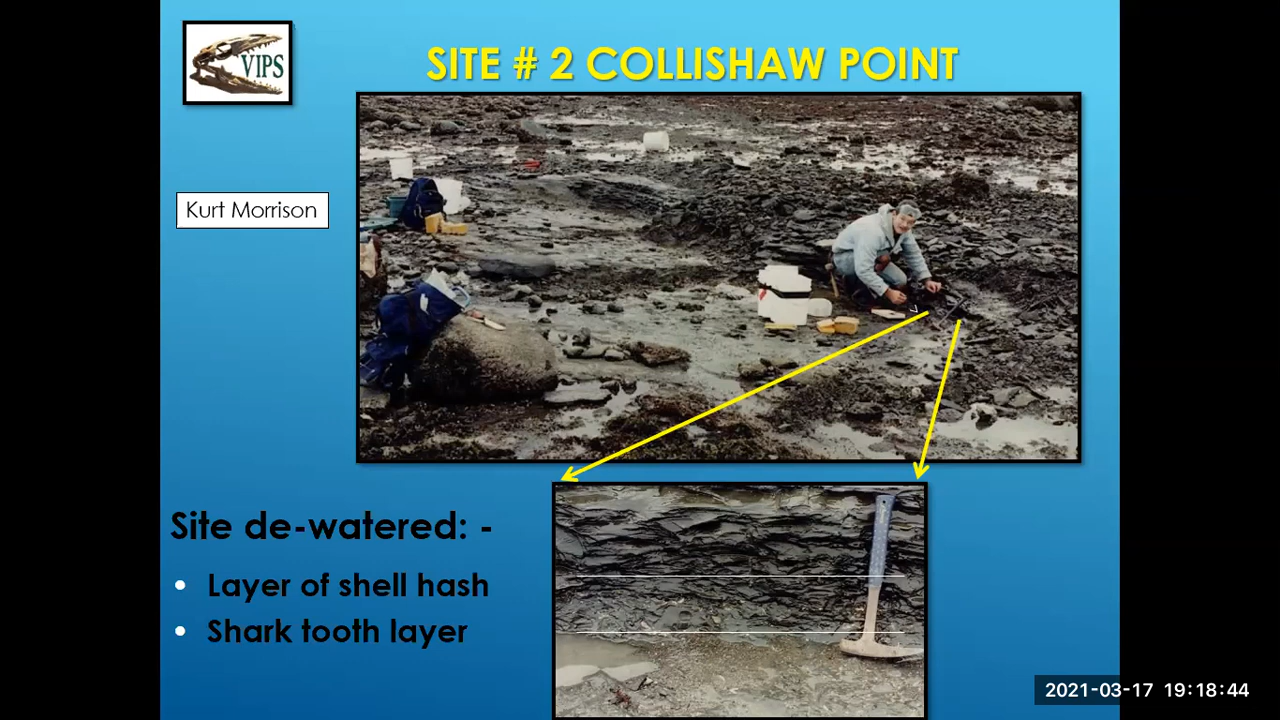 VIPS
SITE # 2 COLLISHAW POINT
Kurt Morrison
Site de-watered: -
• Layer of shell hash
• Shark tooth layer
2021-03-17 19:18:44